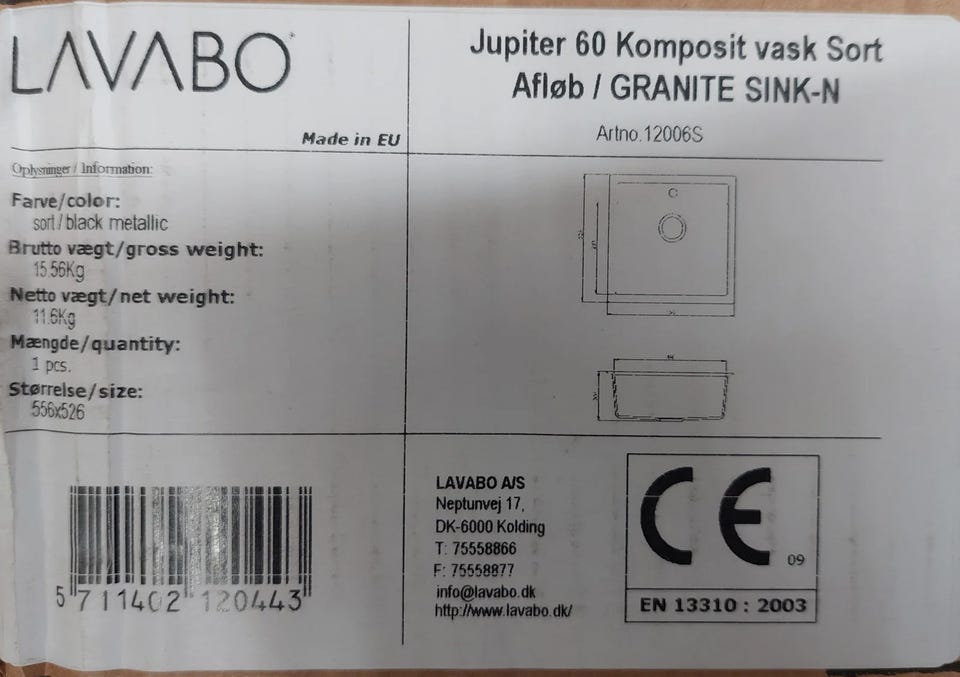 LAVABO
Made in EU
Jupiter 60 Komposit vask Sort
Afløb / GRANITE SINK-N
Artno.12006S
Oplysninger / Information:
Farve/color:
sort / black metallic
Brutto vægt/gross weight:
15.56Kg
Netto vægt/net weight:
11.6Kg
Mængde/quantity:
1 pcs.
Størrelse/size:
556x526
5 711402 120443
LAVABO A/S
Neptunvej 17,
DK-6000 Kolding
T: 75558866
F: 75558877
info@lavabo.dk
http://www.lavabo.dk/
CE
09
EN 13310 : 2003